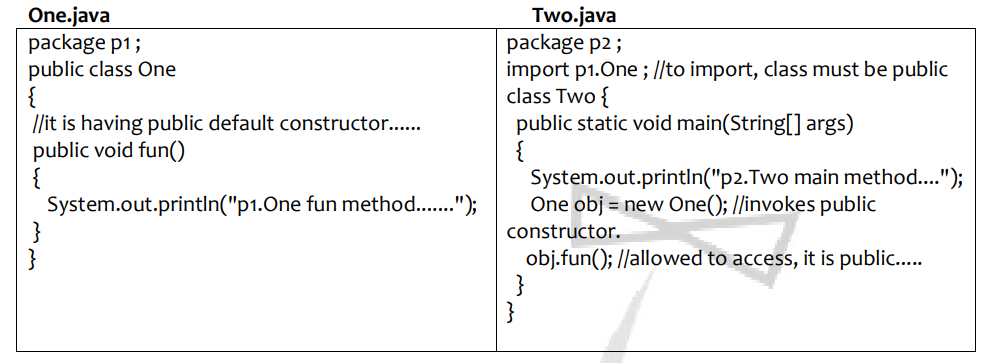 One.java
package p1 ;
public class One
{
//it is having public default constructor......
public void fun()
{
System.out.println("p1.One fun method.......");
}
}
Two.java
package p2 ;
import p1.One ; //to import, class must be public
class Two {
public static void main(String[] args)
{
System.out.println("p2.Two main method....");
One obj = new One(); //invokes public
constructor.
obj.fun(); //allowed to access, it is public.....
}
}